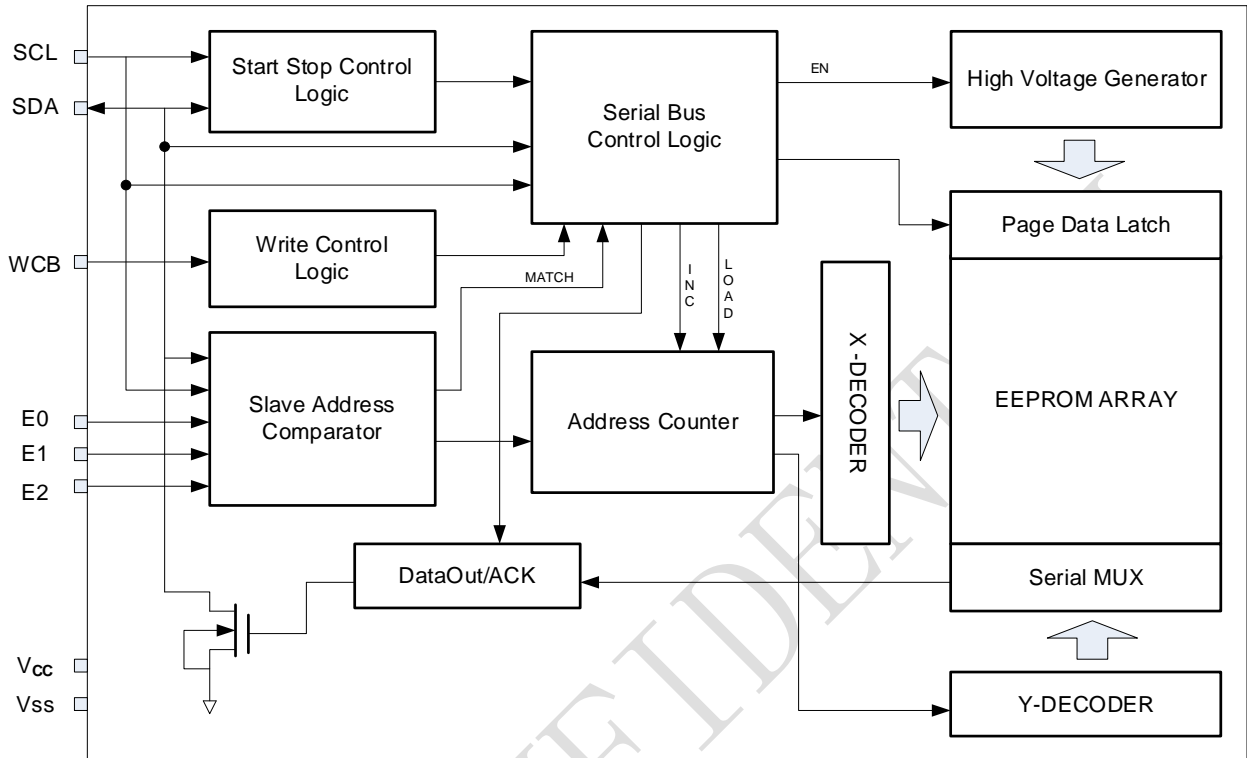 SCL
SDA
WCB
E0
E1
E2
Vcc
Vss
Start Stop Control
Logic
Write Control
Logic
Slave Address
Comparator
Serial Bus
Control Logic
EN
MATCH
INC
LOAD
Address Counter
DataOut/ACK
X -DECODER
High Voltage Generator
Page Data Latch
EEPROM ARRAY
Serial MUX
Y-DECODER